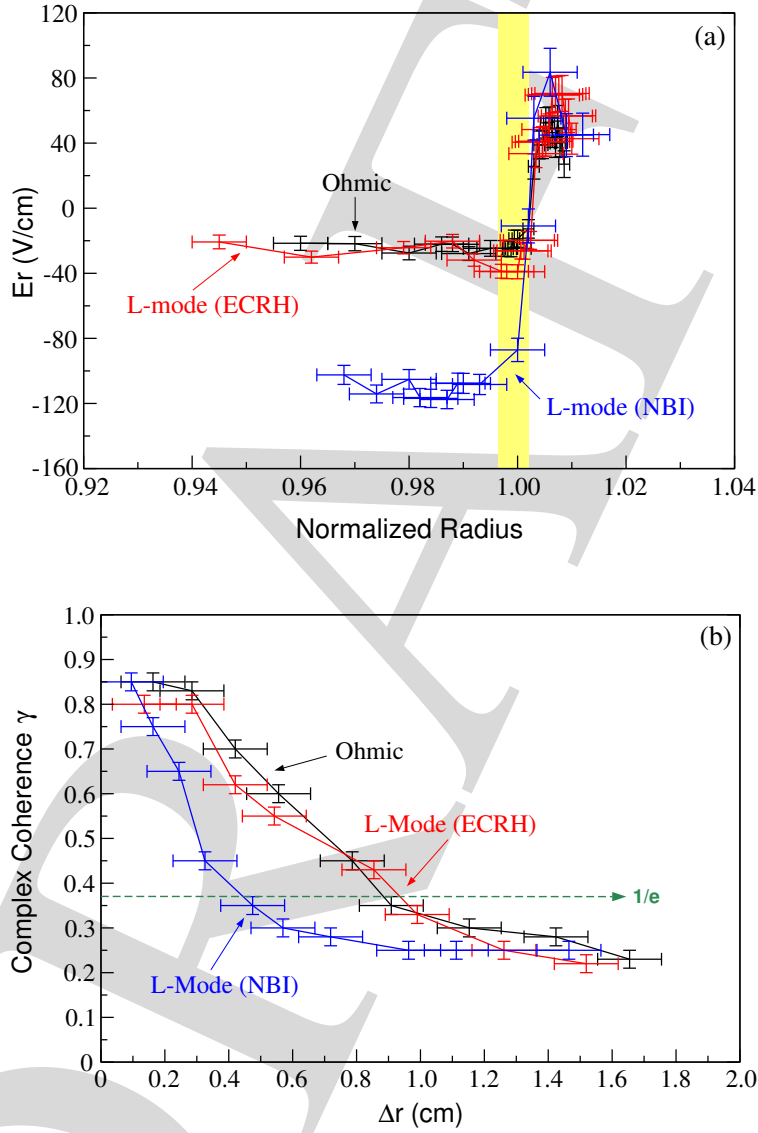 120
(a)
80
40
Ohmic
0
Er (V/cm)
-40
L-mode (ECRH)
-80
L-mode (NBI)
-120
-160
0.92 0.94 0.96 0.98 1.00 1.02 1.04
Normalized Radius
1.0
(b)
0.9
0.8
0.7
Ohmic
0.6
Complex Coherence γ
0.5
L-Mode (ECRH)
0.4
1/e
0.3
L-Mode (NBI)
0.2
0.1
0
0 0.2 0.4 0.6 0.8 1.0 1.2 1.4 1.6 1.8 2.0
Δr (cm)